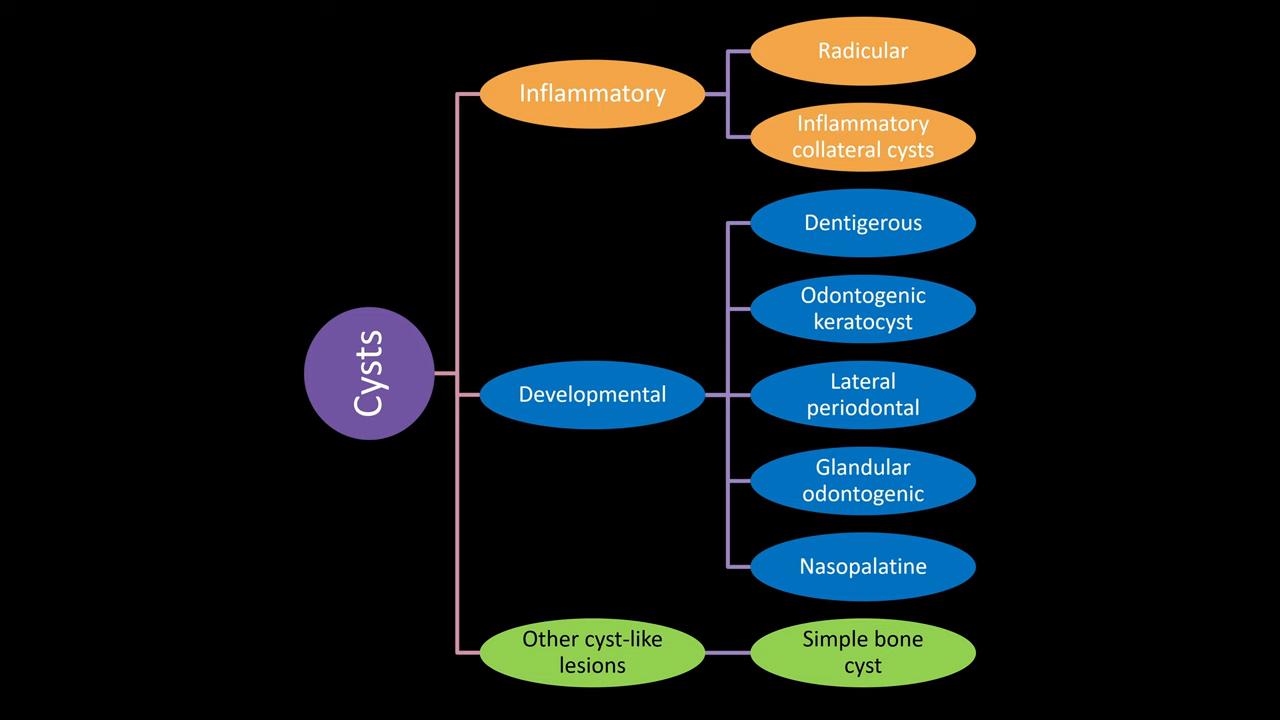 Cysts
Inflammatory
Radicular
Inflammatory
collateral cysts
Developmental
Dentigerous
Odontogenic
keratocyst
Lateral
periodontal
Glandular
odontogenic
Nasopalatine
Other cyst-like
lesions
Simple bone
cyst